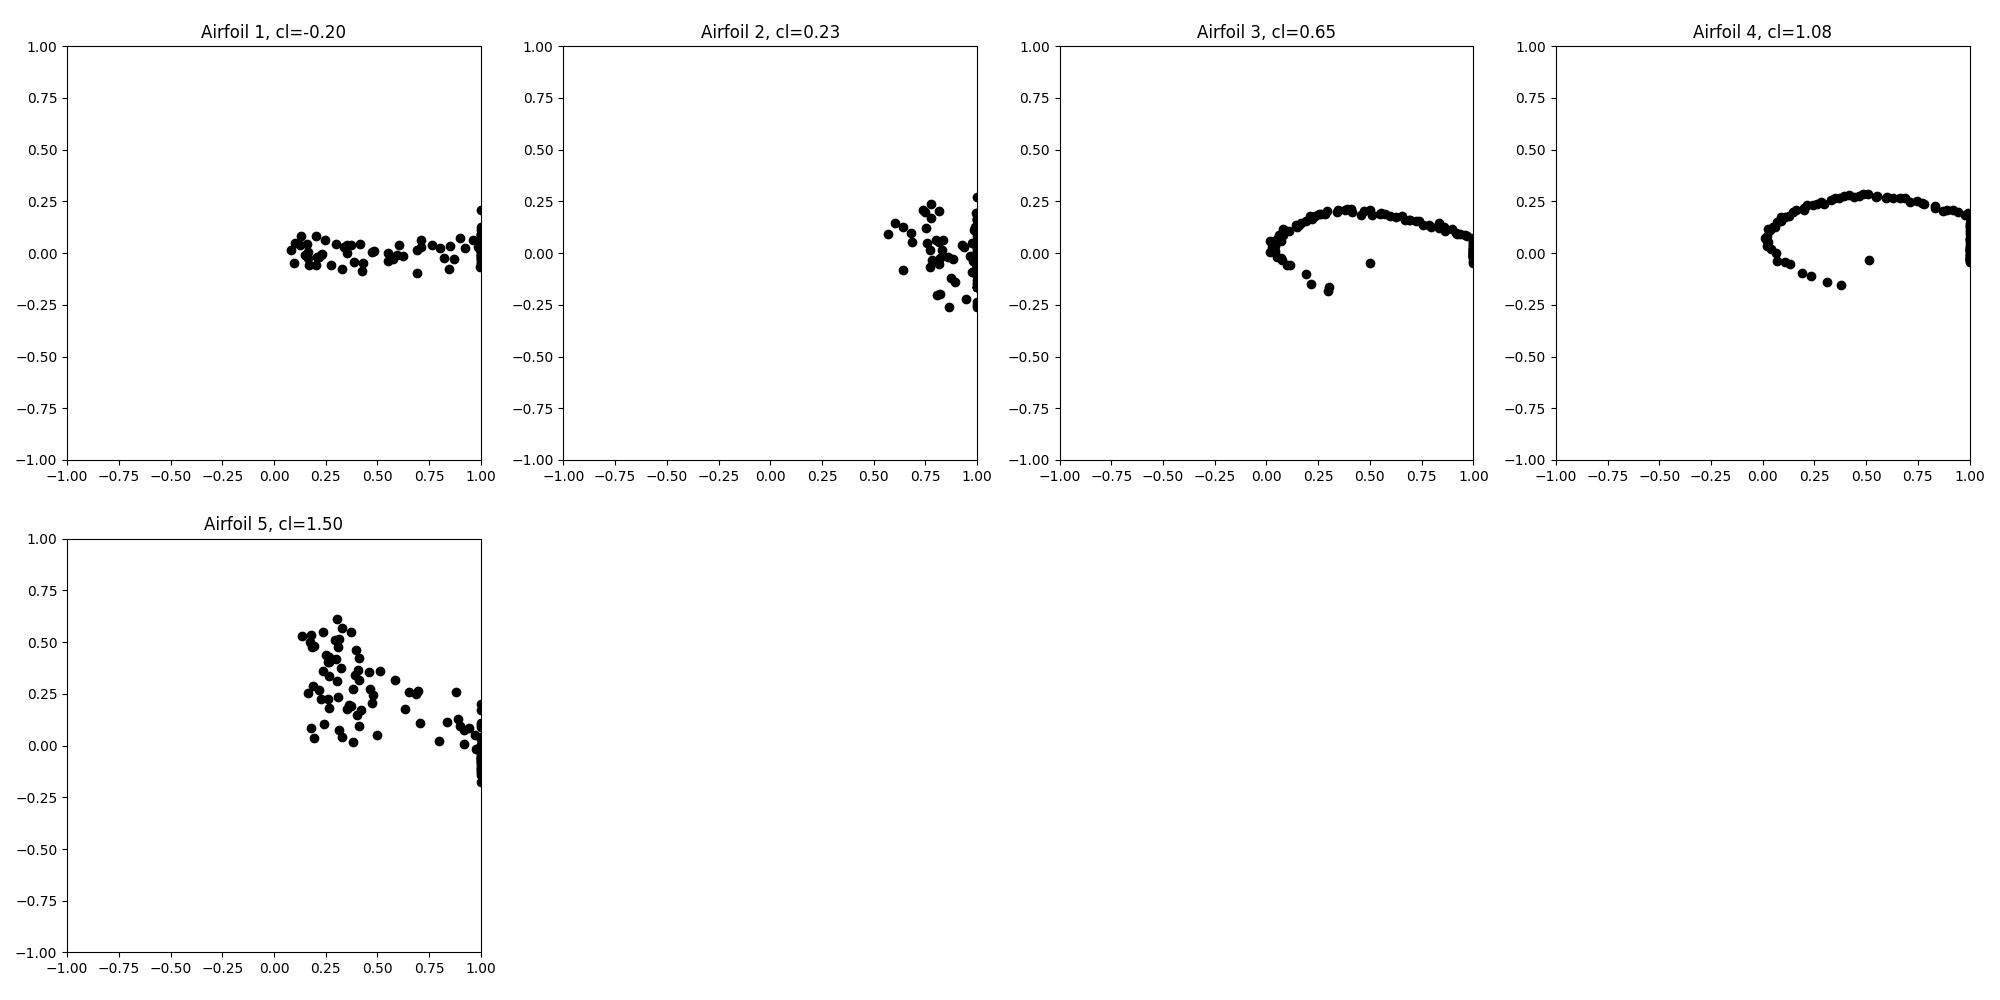 Airfoil 1, cl=-0.20
Airfoil 2, cl=0.23
Airfoil 3, cl=0.65
Airfoil 4, cl=1.08
1.00 1.00 1.00 1.00
0.75 0.75 0.75 0.75
0.50 0.50 0.50 0.50
0.25 0.25 0.25 0.25
0.00 0.00 0.00 0.00
−0.25 −0.25 −0.25 −0.25
−0.50 −0.50 −0.50 −0.50
−0.75 −0.75 −0.75 −0.75
−1.00 −1.00 −1.00 −1.00
−1.00 −0.75 −0.50 −0.25 0.00 0.25 0.50 0.75 1.00
−1.00 −0.75 −0.50 −0.25 0.00 0.25 0.50 0.75 1.00
−1.00 −0.75 −0.50 −0.25 0.00 0.25 0.50 0.75 1.00
−1.00 −0.75 −0.50 −0.25 0.00 0.25 0.50 0.75 1.00
Airfoil 5, cl=1.50
1.00
0.75
0.50
0.25
0.00
−0.25
−0.50
−0.75
−1.00
−1.00 −0.75 −0.50 −0.25 0.00 0.25 0.50 0.75 1.00